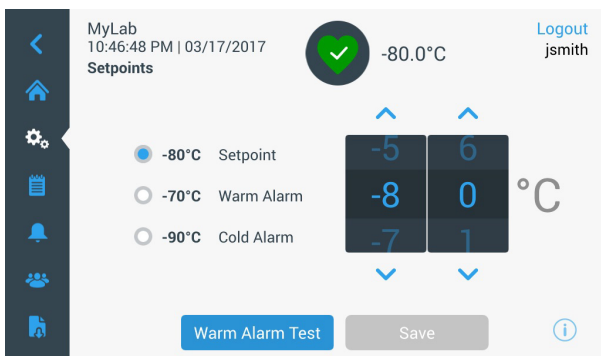 MyLab
10:46:48 PM | 03/17/2017
Setpoints
-80.0°C
Logout
jsmith
-80°C Setpoint
-70°C Warm Alarm
-90°C Cold Alarm
-5 6
-8 0 °C
-7 1
Warm Alarm Test
Save